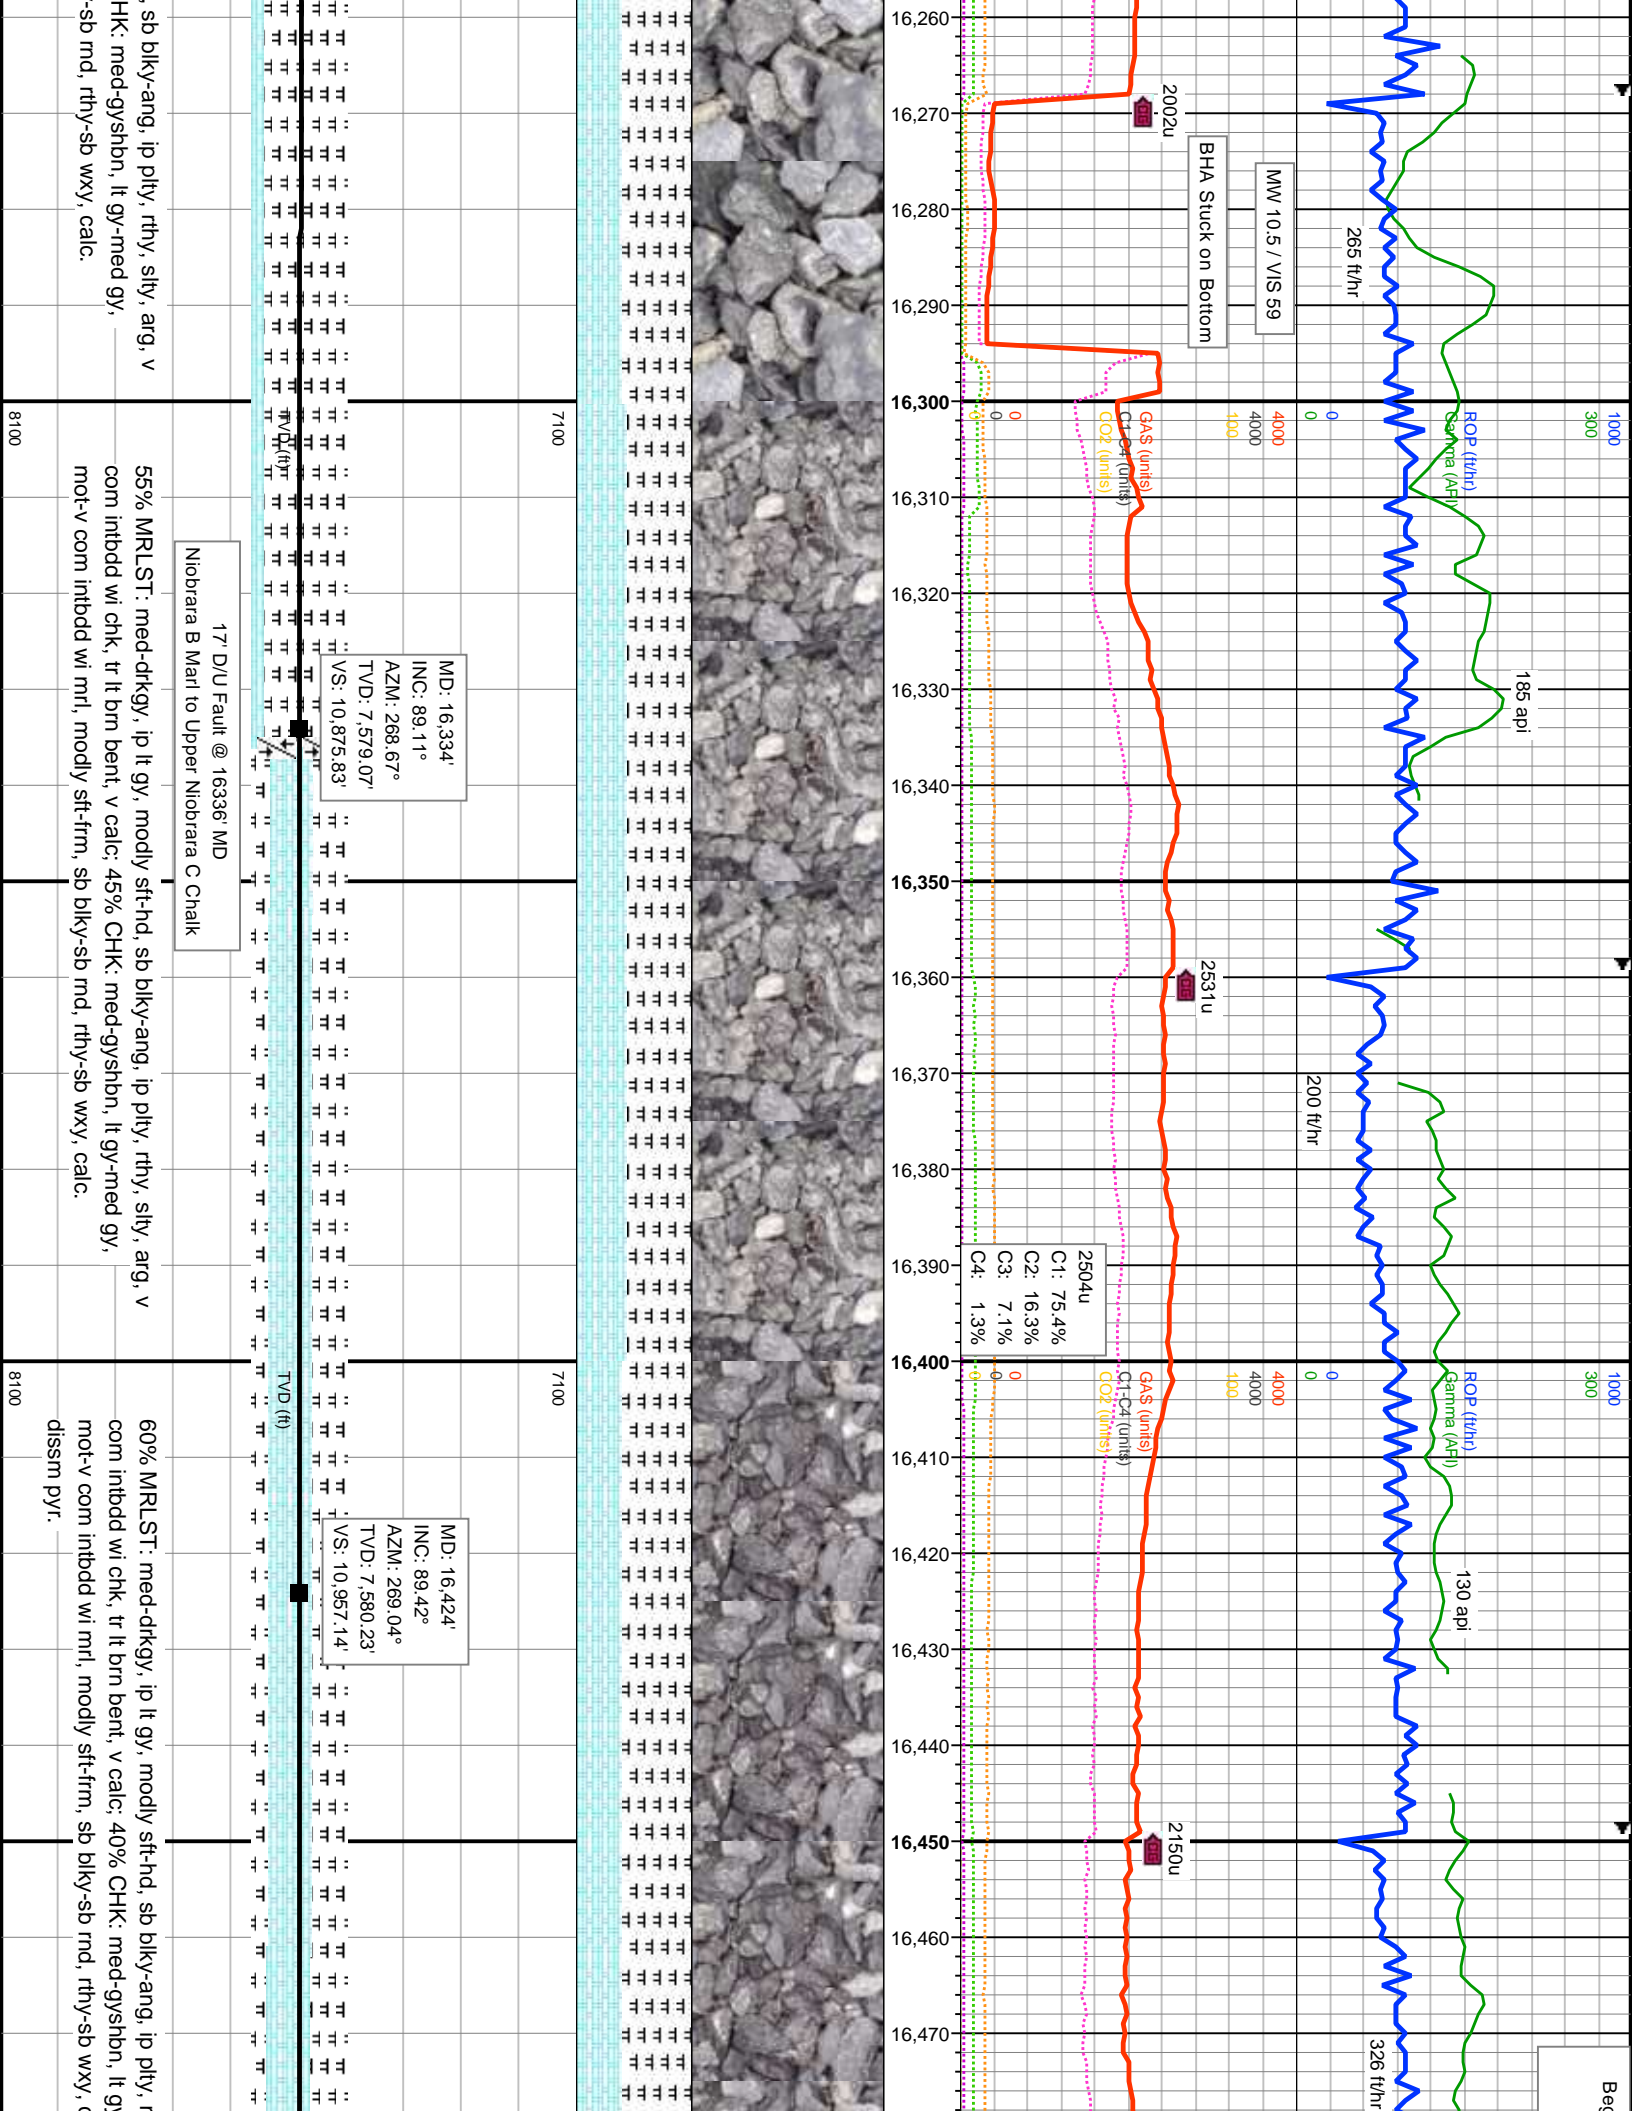 16,260
16,270
16,280
16,290
16,300
16,310
16,320
16,330
16,340
16,350
16,360
16,370
16,380
16,390
16,400
16,410
16,420
16,430
16,440
16,450
16,460
16,470
1000
300
ROP (ft/hr)
Gamma (API)
0
0
4000
4000
100
GAS (units)
C1-C4 (units)
CO2 (units)
0
0
0
1000
300
ROP (ft/hr)
Gamma (API)
0
0
4000
4000
100
GAS (units)
C1-C4 (units)
CO2 (units)
0
0
0
Beg
185 api
130 api
265 ft/hr
200 ft/hr
326 ft/hr
MW 10.5 / VIS 59
BHA Stuck on Bottom
2002u
2531u
2150u
2504u
C1: 75.4%
C2: 16.3%
C3: 7.1%
C4: 1.3%
7100
7100
MD: 16,334'
INC: 89.11°
AZM: 268.67°
TVD: 7,579.07'
VS: 10,875.83'
MD: 16,424'
INC: 89.42°
AZM: 269.04°
TVD: 7,580.23'
VS: 10,957.14'
TVD (ft)
TVD (ft)
17' D/U Fault @ 16336' MD
Niobrara B Marl to Upper Niobrara C Chalk
, sb blky-ang, ip plty, rthy, slty, arg, v
HK: med-gyshbn, lt gy-med gy,
-sb rnd, rthy-sb wxy, calc.
55% MRLST: med-drkgy, ip lt gy, modly sft-hd, sb blky-ang, ip plty, rthy, slty, arg, v
com intbdd wi chk, tr lt brn bent, v calc; 45% CHK: med-gyshbn, lt gy-med gy,
mot-v com intbdd wi mrl, modly sft-frm, sb blky-sb rnd, rthy-sb wxy, calc.
60% MRLST: med-drkgy, ip lt gy, modly sft-hd, sb blky-ang, ip plty, r
com intbdd wi chk, tr lt brn bent, v calc; 40% CHK: med-gyshbn, lt gy
mot-v com intbdd wi mrl, modly sft-frm, sb blky-sb rnd, rthy-sb wxy, c
dissm pyr.
8100
8100